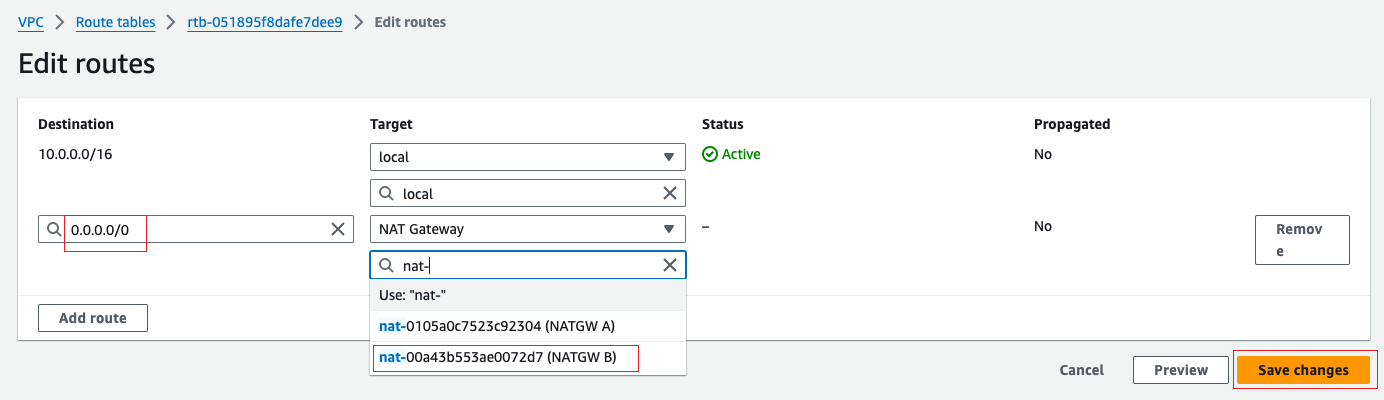 VPC > Route tables > rtb-051895f8dafe7dee9 > Edit routes
Edit routes
Destination Target Status Propagated
10.0.0.0/16 local Active No
local
0.0.0.0/0 NAT Gateway – No Remov
e
nat-
Use: "nat-"
Add route
nat-0105a0c7523c92304 (NATGW A)
nat-00a43b553ae0072d7 (NATGW B)
Cancel Preview Save changes